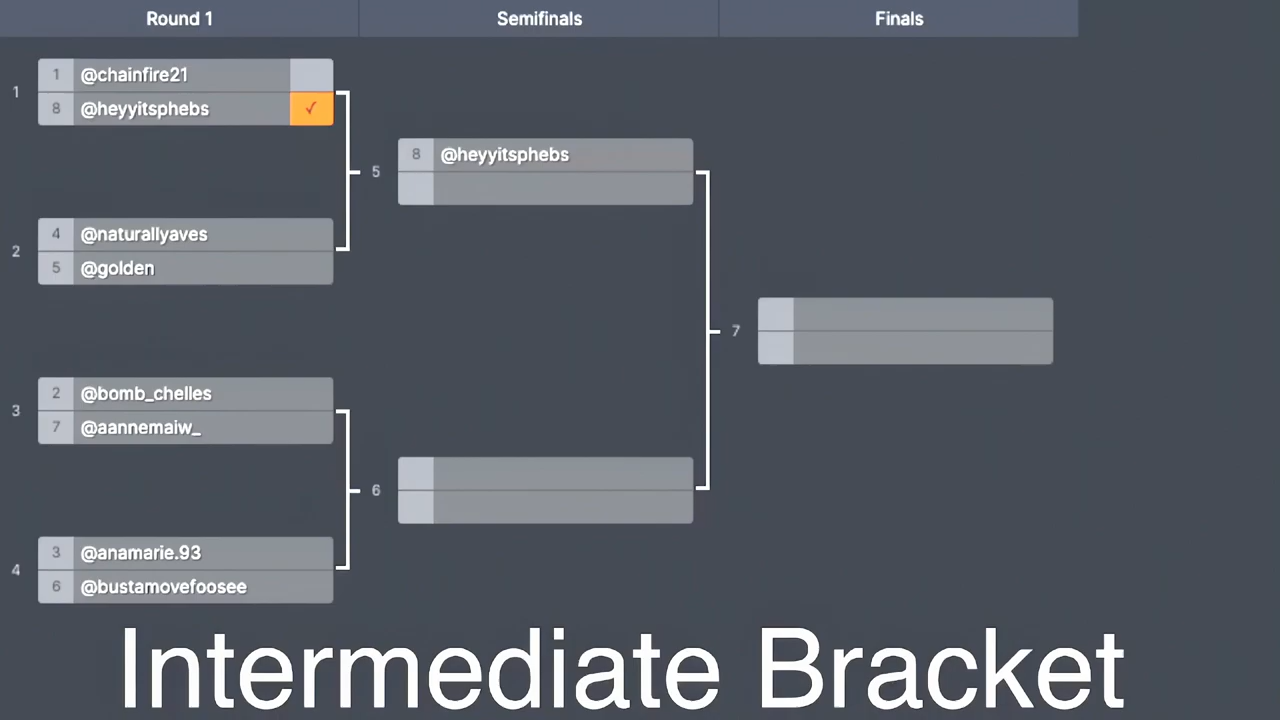 Round 1
Semifinals
Finals
1
1 @chainfire21
8 @heyyitsphebs ✓
2
4 @naturallyaves
5 @golden
3
2 @bomb_chelles
7 @aannemaiw_
4
3 @anamarie.93
6 @bustamovefoosee
5
8 @heyyitsphebs
6
7
Intermediate Bracket